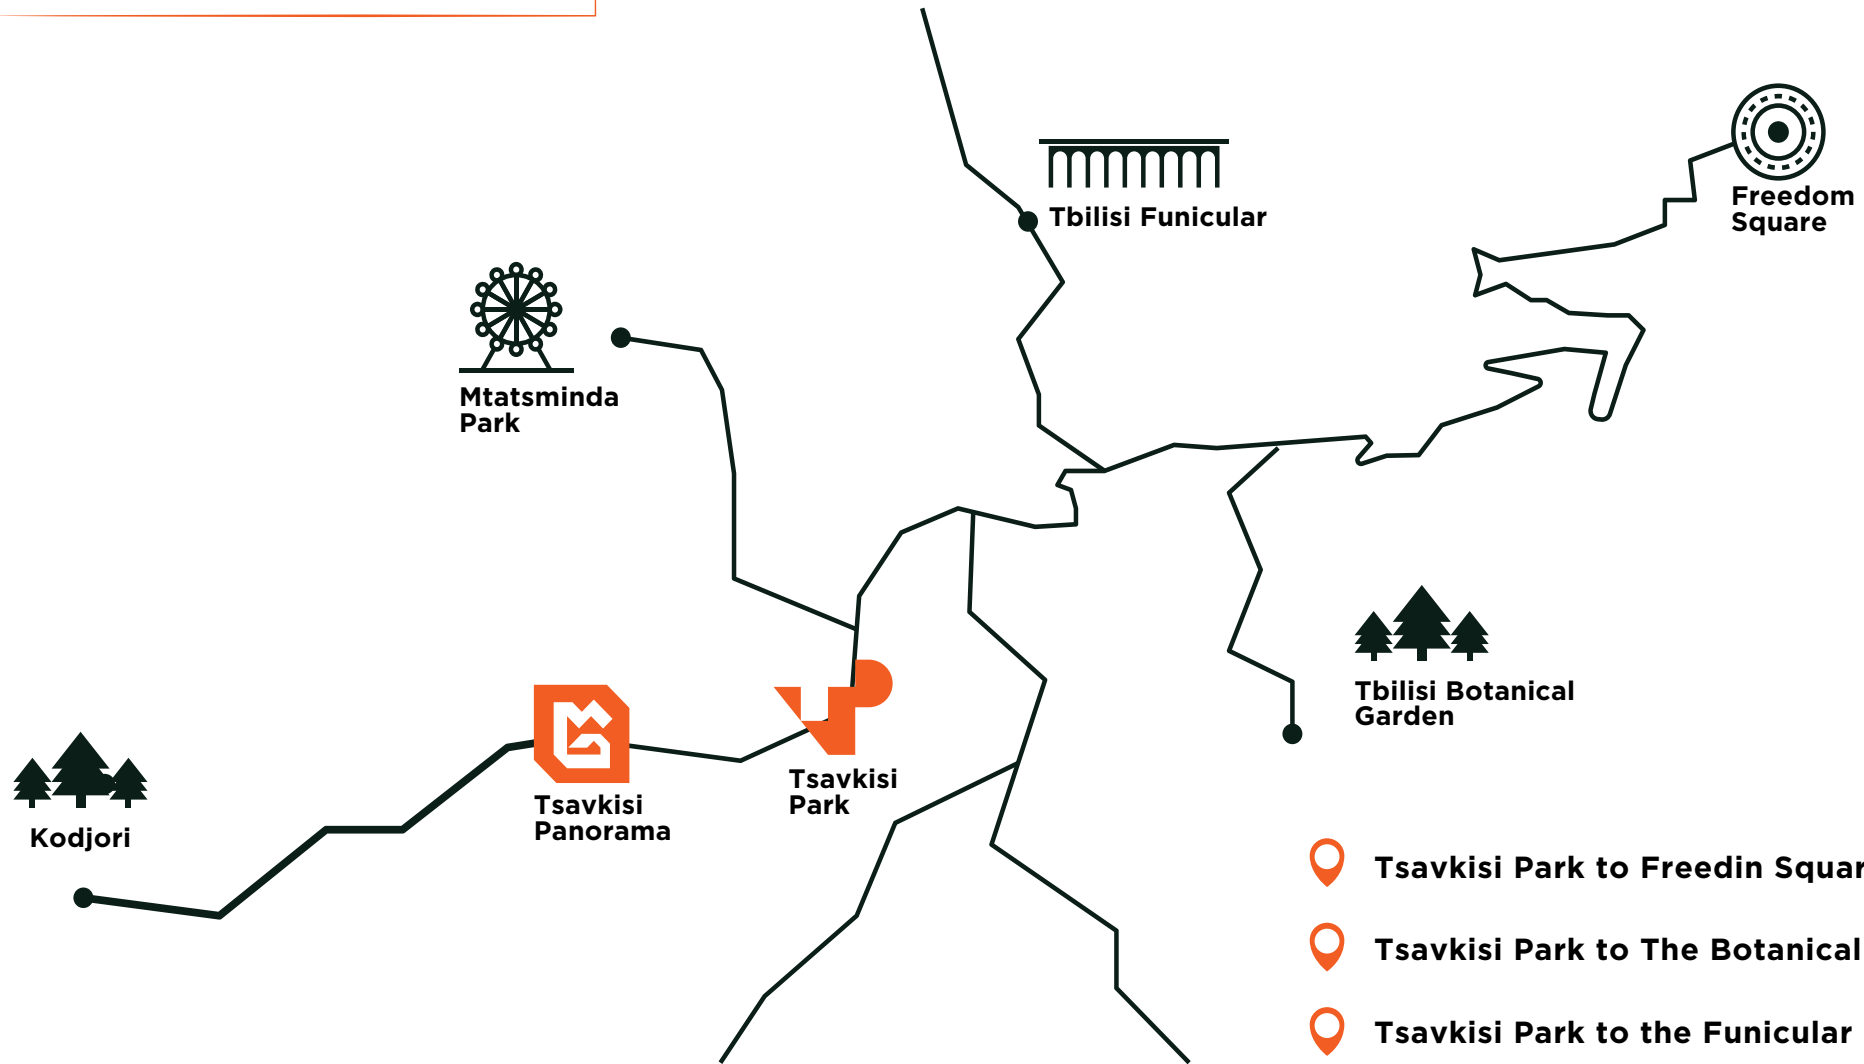 Freedom
Square
Tbilisi Funicular
Mtatsminda
Park
Tbilisi Botanical
Garden
Tsavkisi
Park
Tsavkisi
Panorama
Kodjori
Tsavkisi Park to Freedin Squar
Tsavkisi Park to The Botanical
Tsavkisi Park to the Funicular